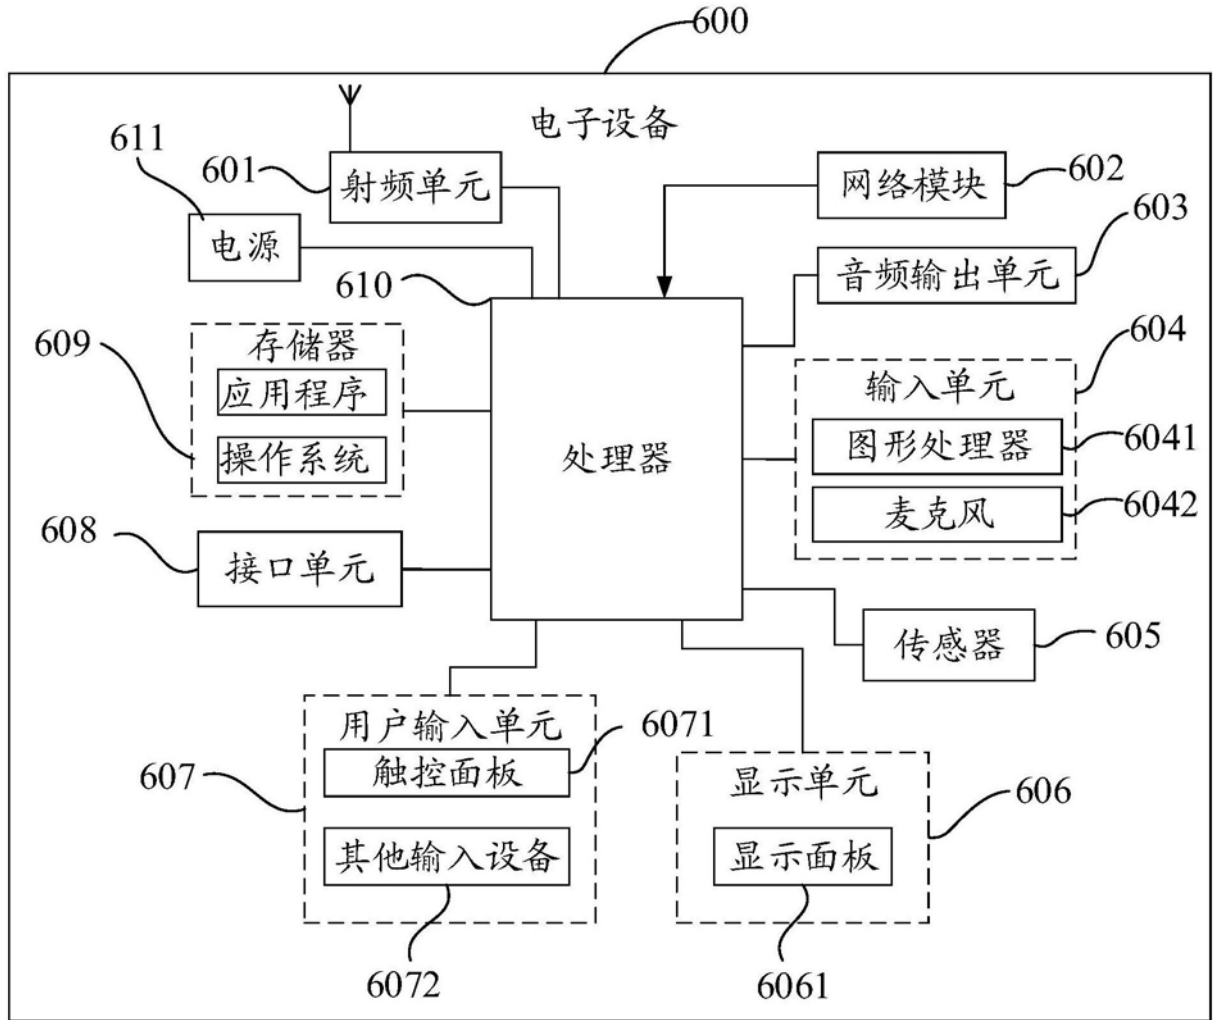 600
电子设备
611
601
射频单元
网络模块
602
603
电源
音频输出单元
610
609
存储器
应用程序
操作系统
处理器
604
输入单元
图形处理器
6041
麦克风
6042
608
接口单元
传感器
605
用户输入单元
6071
607
触控面板
其他输入设备
6072
显示单元
606
显示面板
6061